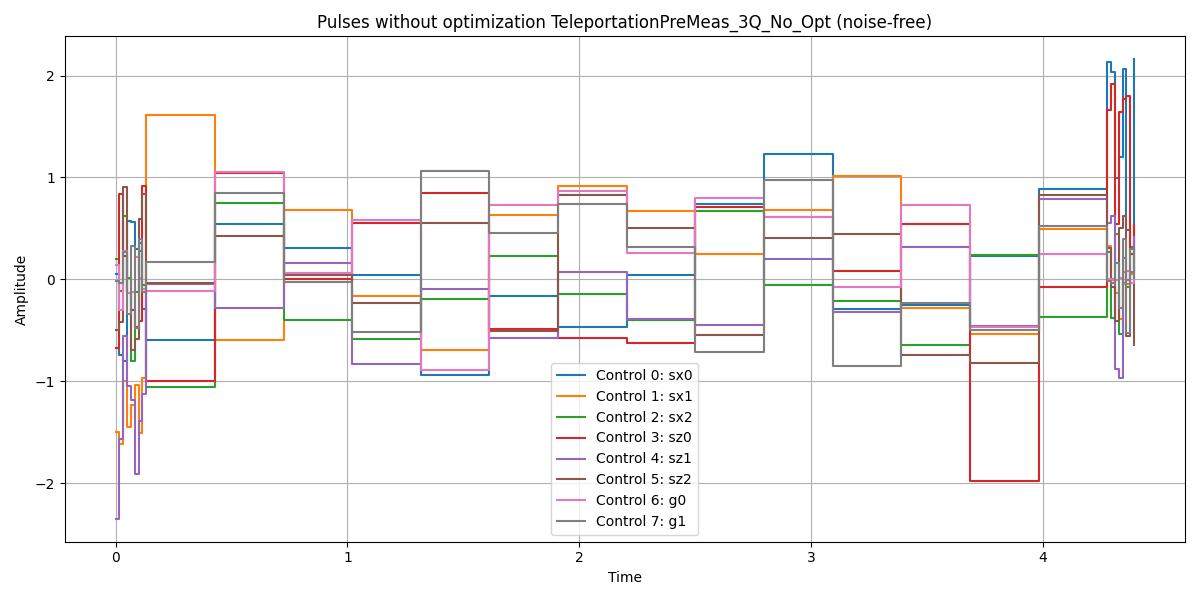 Pulses without optimization TeleportationPreMeas_3Q_No_Opt (noise-free)
Amplitude
2
1
0
−1
−2
Control 0: sx0
Control 1: sx1
Control 2: sx2
Control 3: sz0
Control 4: sz1
Control 5: sz2
Control 6: g0
Control 7: g1
0 1 2 3 4
Time